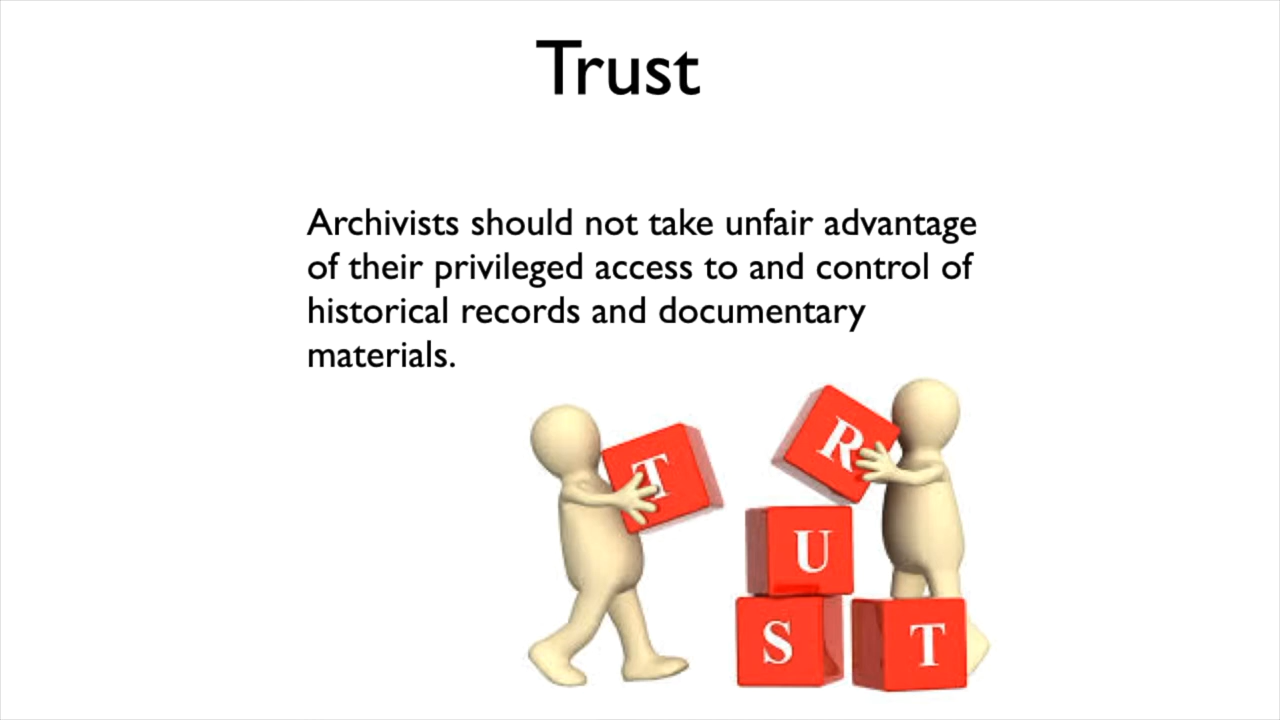 Trust
Archivists should not take unfair advantage
of their privileged access to and control of
historical records and documentary
materials.
T
R
U
S
T